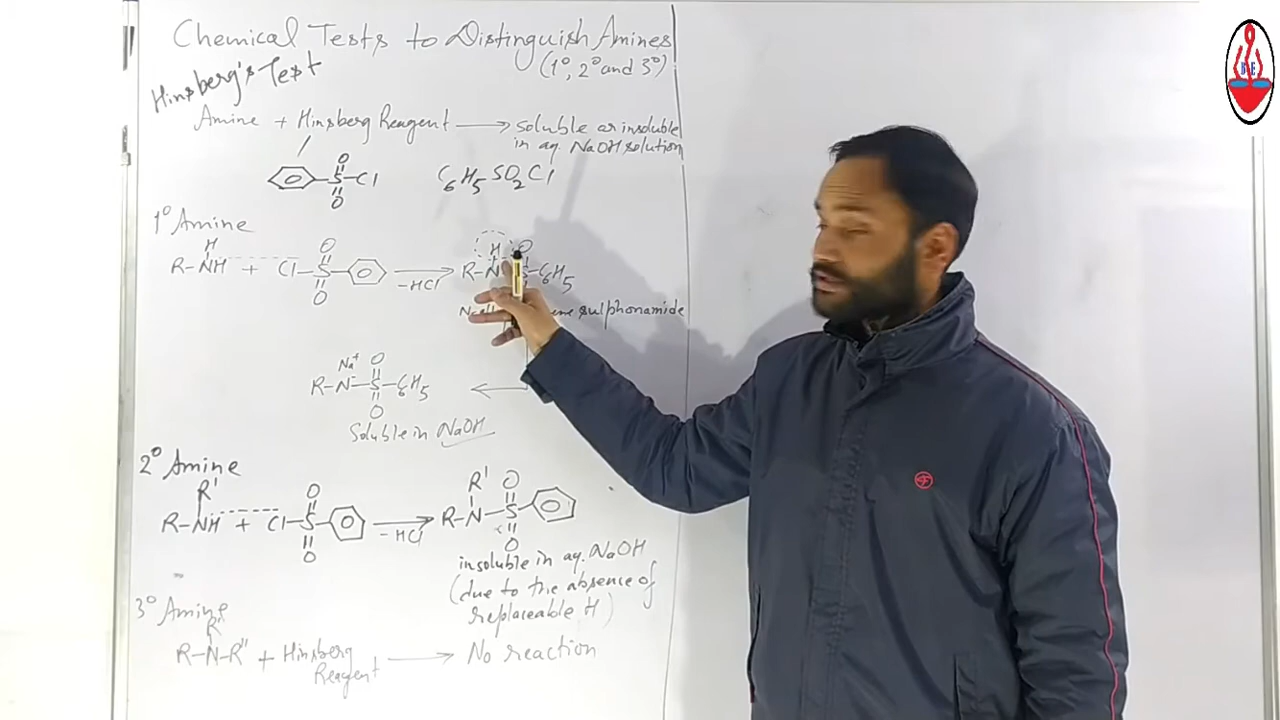 Chemical Tests to Distinguish Amines
(1°, 2° and 3°)
Hinsberg's Test
Amine + Hinsberg Reagent ⟶ soluble or insoluble
in aq. NaOH solution
O
S-Cl
O
C6H5SO2Cl
1° Amine
H
R-NH + Cl-S-
O
O
-HCl
H O
R-N C6H5
sulphonamide
Na+ O
R-N- -S-C6H5
O
Soluble in NaOH
2° Amine
R'
R-NH + Cl-S-
O
O
-HCl
R' O
R-N-S-
O
insoluble in aq. NaOH
(due to the absence of
replaceable H)
3° Amine
R'
R-N-R" + Hinsberg
Reagent
⟶ No reaction